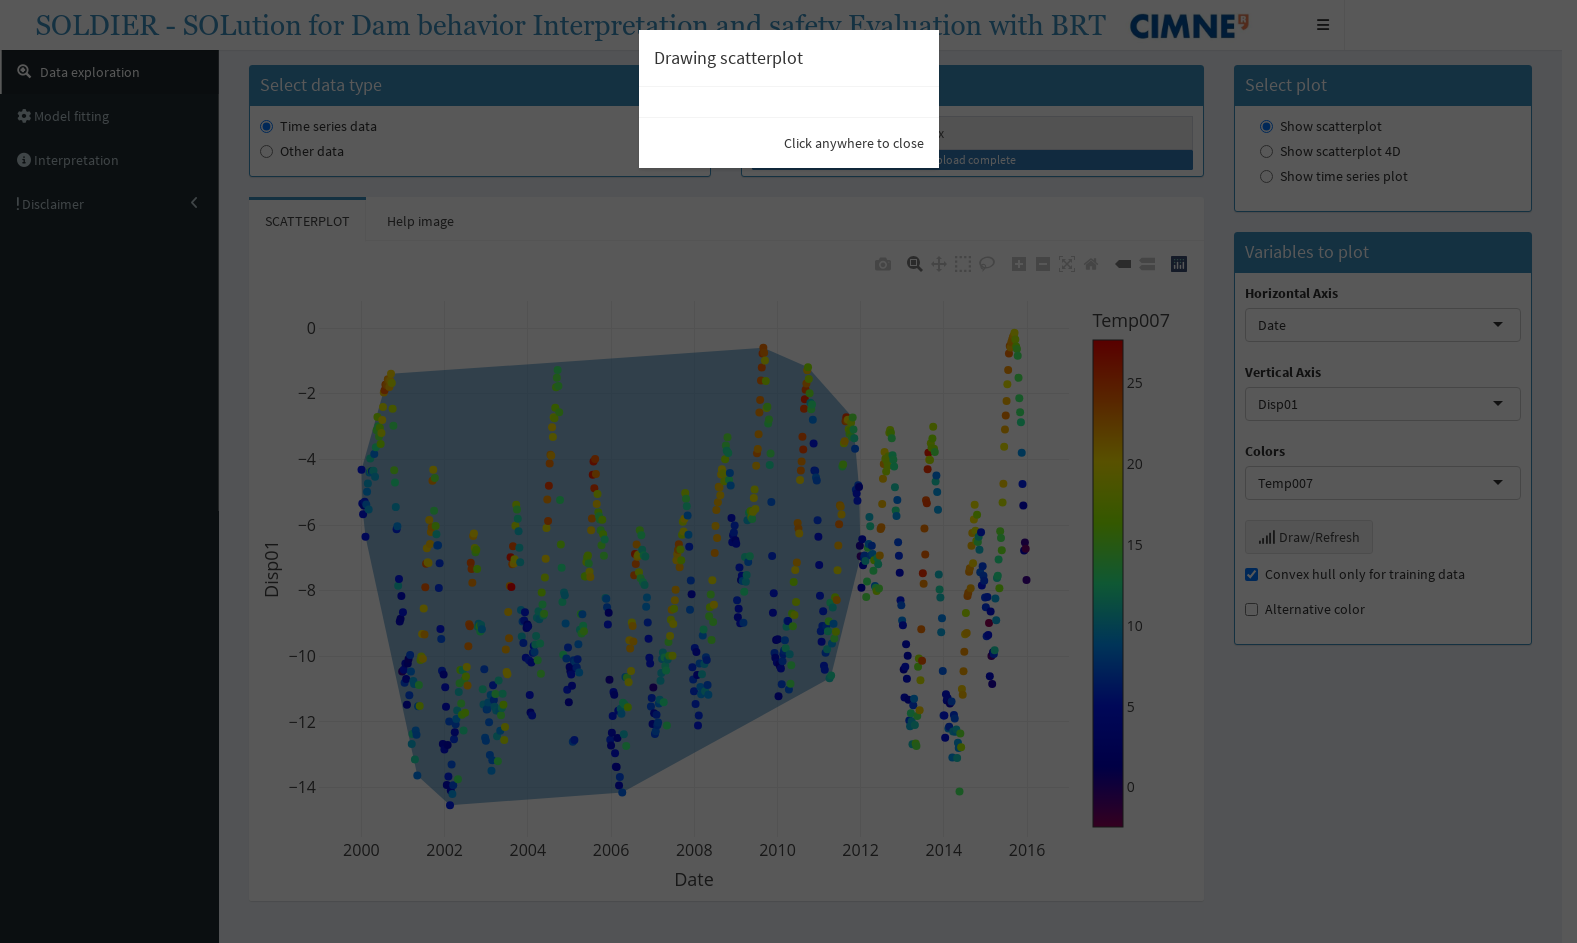 SOLDIER - SOLution for Dam behavior Interpretation and safety Evaluation with BRT
CIMNE
Data exploration
Model fitting
Interpretation
Disclaimer
Drawing scatterplot
Click anywhere to close
Select data type
Time series data
Other data
x
load complete
SCATTERPLOT
Help image
Temp007
25
20
15
10
5
0
0
−2
−4
−6
−8
−10
−12
−14
Disp01
2000
2002
2004
2006
2008
2010
2012
2014
2016
Date
Select plot
Show scatterplot
Show scatterplot 4D
Show time series plot
Variables to plot
Horizontal Axis
Date
Vertical Axis
Disp01
Colors
Temp007
Draw/Refresh
Convex hull only for training data
Alternative color